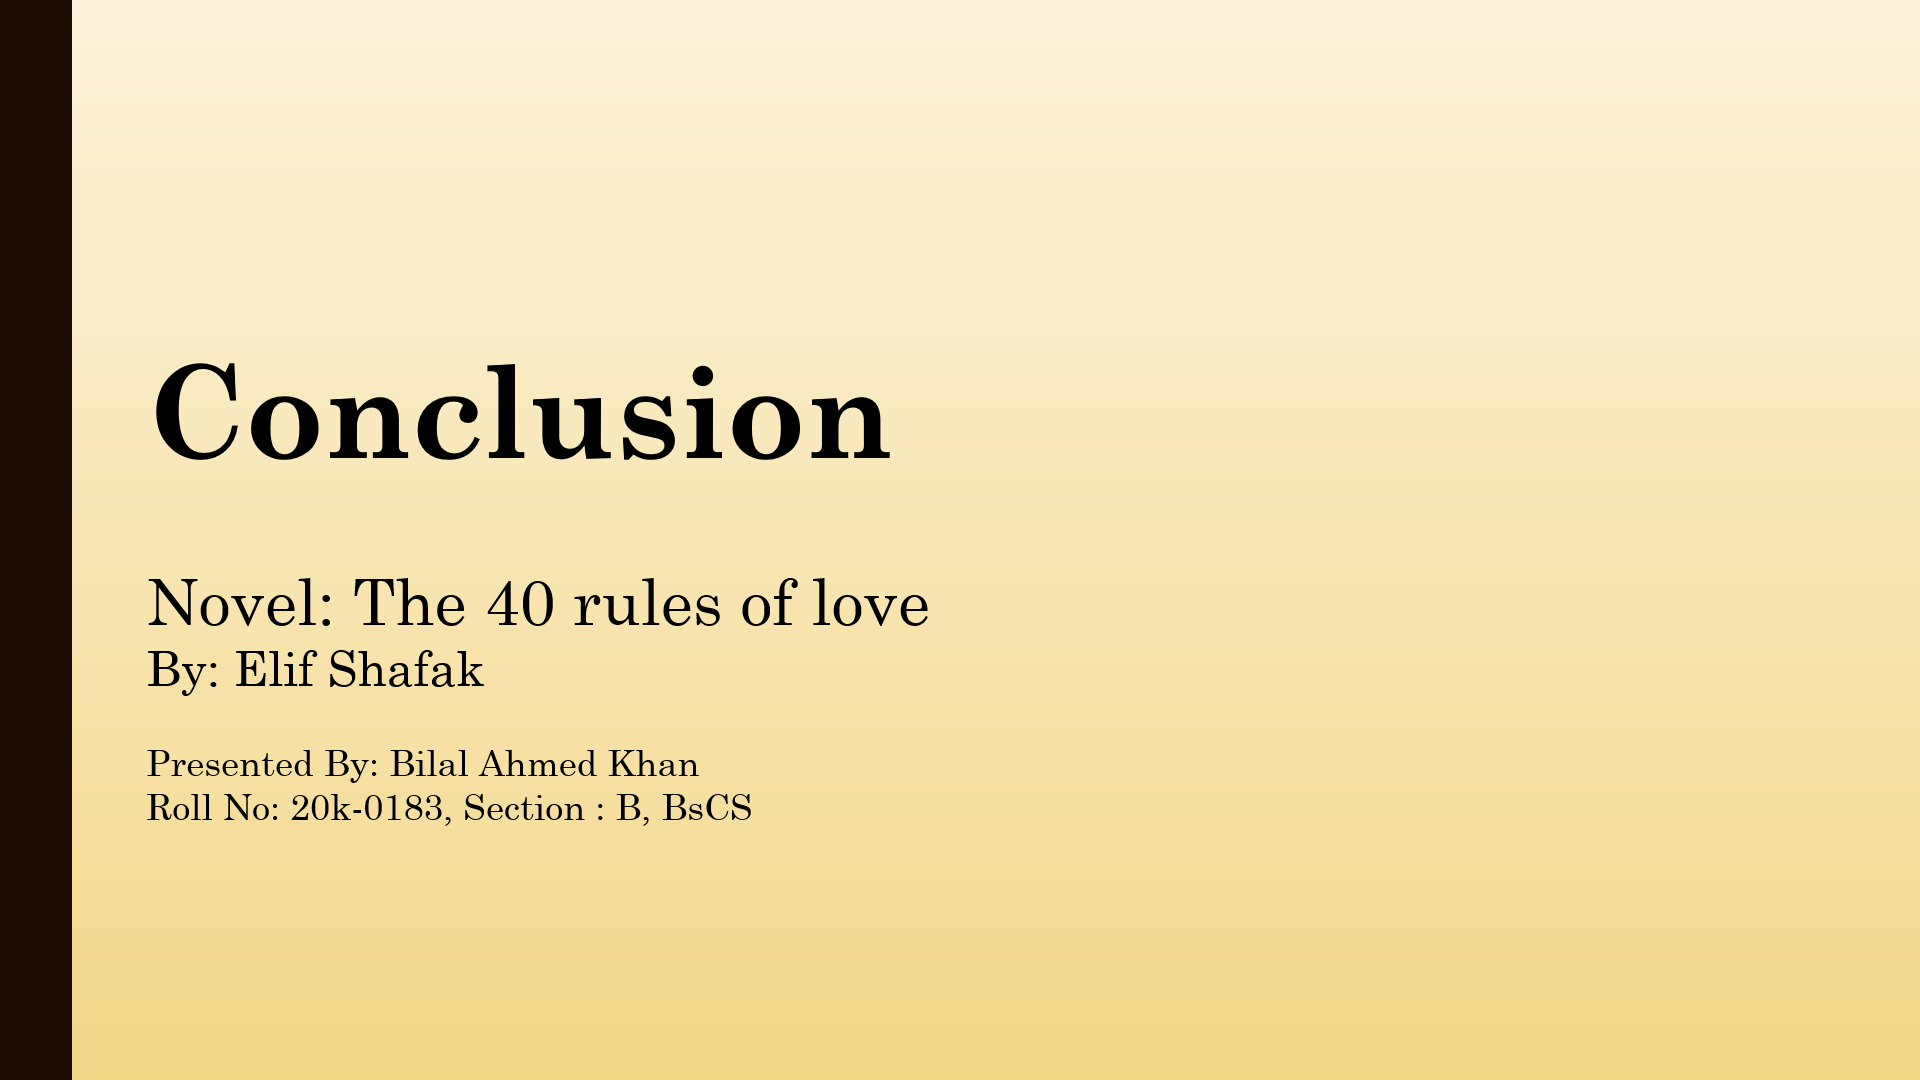 Conclusion
Novel: The 40 rules of love
By: Elif Shafak
Presented By: Bilal Ahmed Khan
Roll No: 20k-0183, Section : B, BsCS